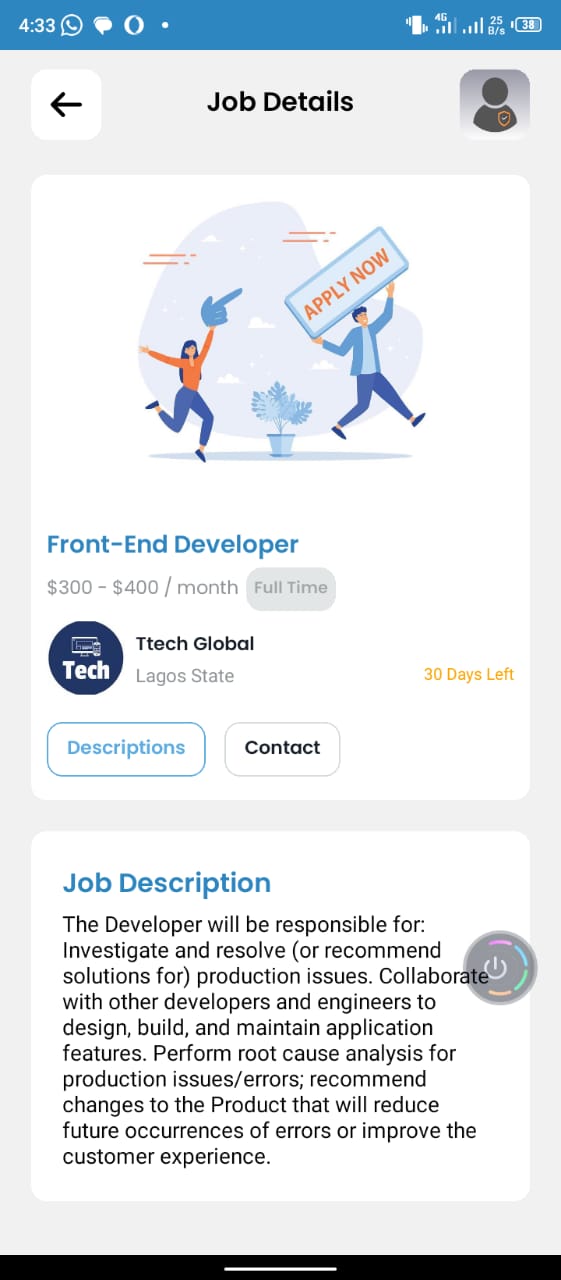 4:33
4G
25 B/s
38
Job Details
APPLY NOW
Front-End Developer
$300 - $400 / month Full Time
Tech
Ttech Global
Lagos State
30 Days Left
Descriptions Contact
Job Description
The Developer will be responsible for:
Investigate and resolve (or recommend
solutions for) production issues. Collaborate
with other developers and engineers to
design, build, and maintain application
features. Perform root cause analysis for
production issues/errors; recommend
changes to the Product that will reduce
future occurrences of errors or improve the
customer experience.